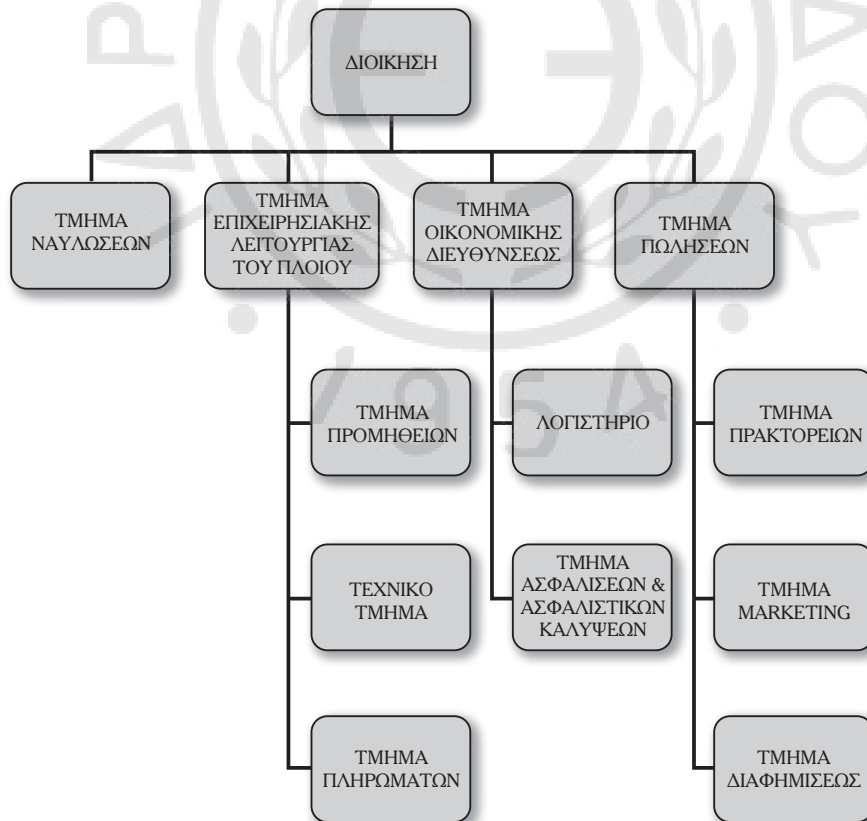 ΔΙΟΙΚΗΣΗ
ΤΜΗΜΑ
ΝΑΥΛΩΣΕΩΝ
ΤΜΗΜΑ
ΕΠΙΧΕΙΡΗΣΙΑΚΗΣ
ΛΕΙΤΟΥΡΓΙΑΣ
ΤΟΥ ΠΛΟΙΟΥ
ΤΜΗΜΑ
ΟΙΚΟΝΟΜΙΚΗΣ
ΔΙΕΥΘΥΝΣΕΩΣ
ΤΜΗΜΑ
ΠΩΛΗΣΕΩΝ
ΤΜΗΜΑ
ΠΡΟΜΗΘΕΙΩΝ
ΛΟΓΙΣΤΗΡΙΟ
ΤΜΗΜΑ
ΠΡΑΚΤΟΡΕΙΩΝ
ΤΕΧΝΙΚΟ
ΤΜΗΜΑ
ΤΜΗΜΑ
ΑΣΦΑΛΙΣΕΩΝ &
ΑΣΦΑΛΙΣΤΙΚΩΝ
ΚΑΛΥΨΕΩΝ
ΤΜΗΜΑ
MARKETING
ΤΜΗΜΑ
ΠΛΗΡΩΜΑΤΩΝ
ΤΜΗΜΑ
ΔΙΑΦΗΜΙΣΕΩΣ
1954